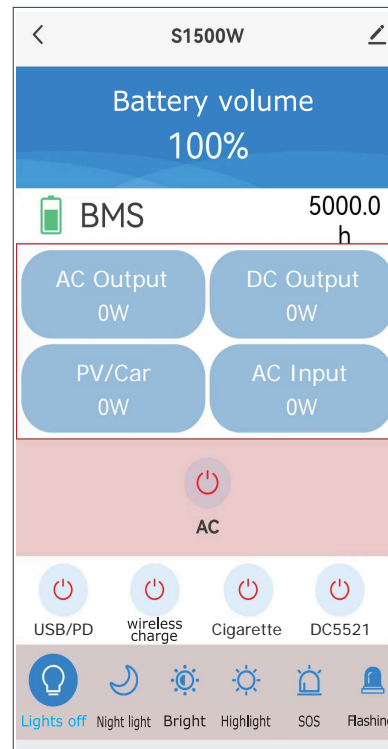 S1500W
Battery volume
100%
BMS
5000.0
h
AC Output
DC Output
0W
0W
PV/Car
AC Input
0W
0W
AC
USB/PD
wireless
charge
Cigarette
DC5521
Lights off
Night light
Bright
Highlight
SOS
Flashing